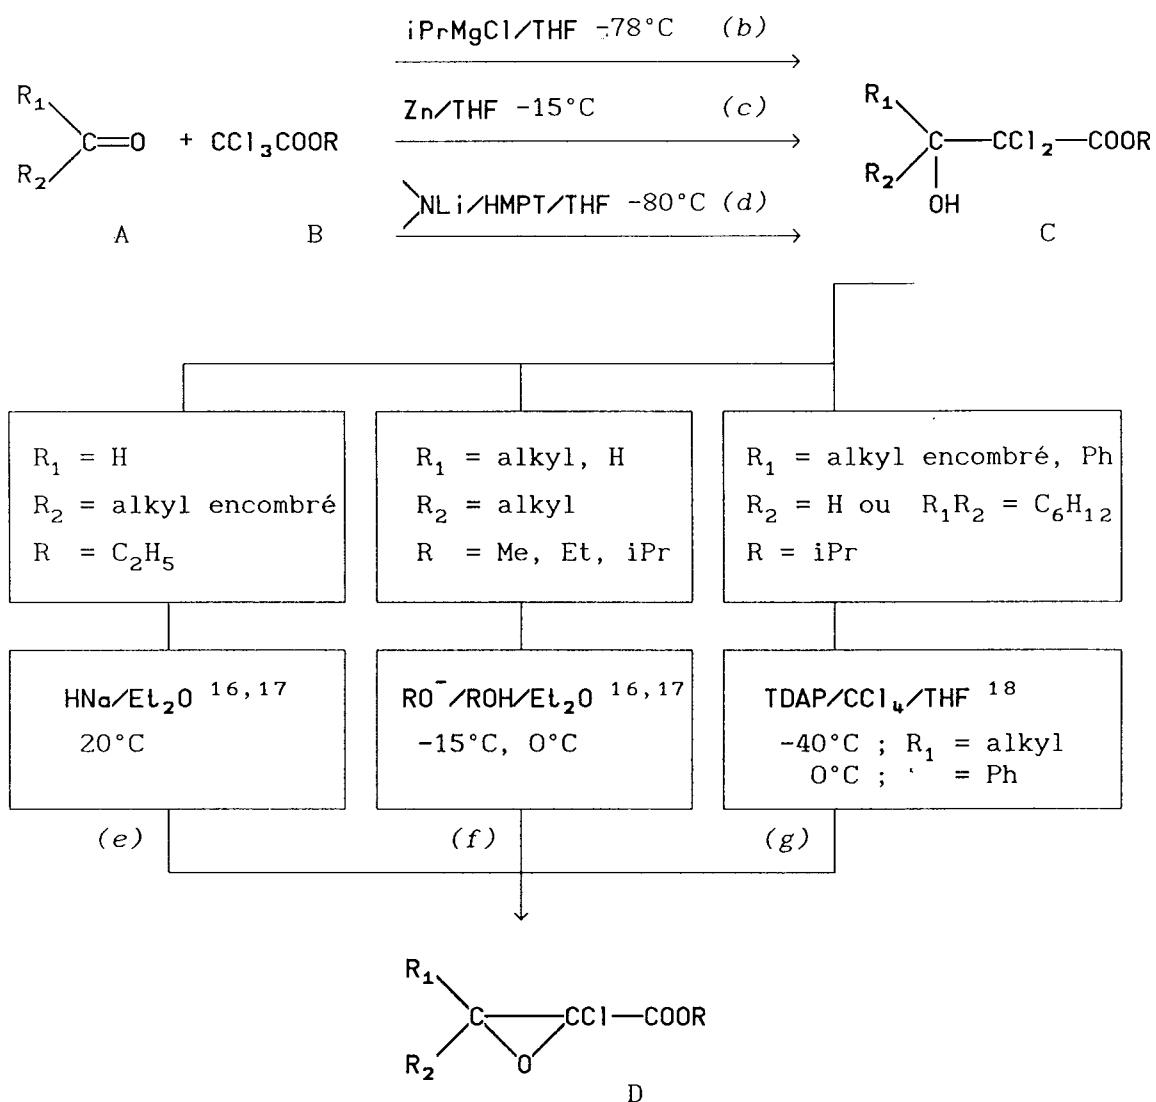 iPrMgCl/THF -78°C (b)
R₁ C=O + CCl₃COOR Zn/THF -15°C (c) R₁ C—CCl₂—COOR
R₂ NLi/HMPT/THF -80°C (d) R₂ OH
A B C
R₁ = H
R₂ = alkyl encombré
R = C₂H₅
R₁ = alkyl, H
R₂ = alkyl
R = Me, Et, iPr
R₁ = alkyl encombré, Ph
R₂ = H ou R₁R₂ = C₆H₁₂
R = iPr
HNa/Et₂O 16,17
20°C
RO⁻/ROH/Et₂O 16,17
-15°C, 0°C
TDAP/CCl₄/THF 18
-40°C ; R₁ = alkyl
0°C ; ' = Ph
(e) (f) (g)
R₁
C CCl—COOR
R₂ O
D